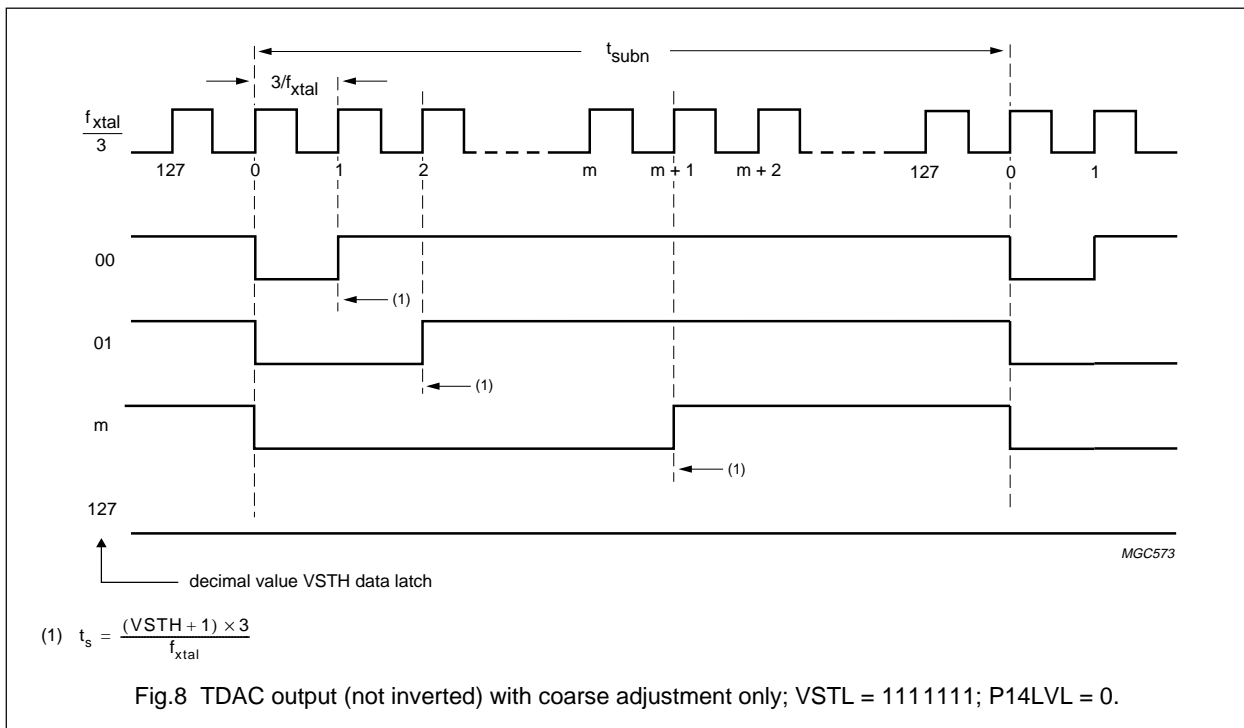 t_subn
3/f_xtal
f_xtal
3
127 0 1 2 m m + 1 m + 2 127 0 1
00
(1)
01
(1)
m
(1)
127
MGC573
decimal value VSTH data latch
(1) t_s = (VSTH + 1) × 3 / f_xtal
Fig.8 TDAC output (not inverted) with coarse adjustment only; VSTL = 1111111; P14LVL = 0.